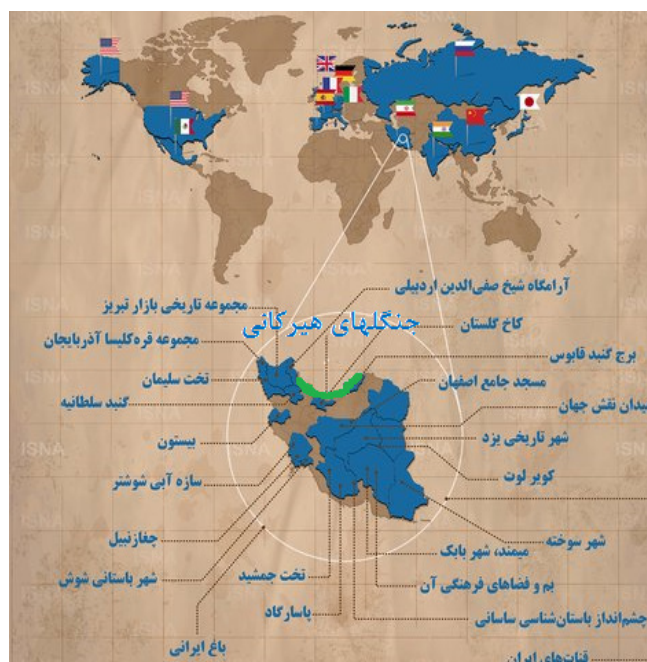 آرامگاه شیخ صفی‌الدین اردبیلی
مجموعه تاریخی بازار تبریز
جنگلهای هیرکانی
کاخ گلستان
مجموعه قره‌کلیسا آذربایجان
برج گنبد قابوس
تخت سلیمان
مسجد جامع اصفهان
گنبد سلطانیه
میدان نقش جهان
بیستون
شهر تاریخی یزد
کویر لوت
سازه آبی شوشتر
چغازنبیل
شهر سوخته
میمند، شهر بابک
شهر باستانی شوش
تخت جمشید
بم و فضاهای فرهنگی آن
پاسارگاد
چشم‌انداز باستان‌شناسی ساسانی
باغ ایرانی
قنات‌های ایران
ISNA